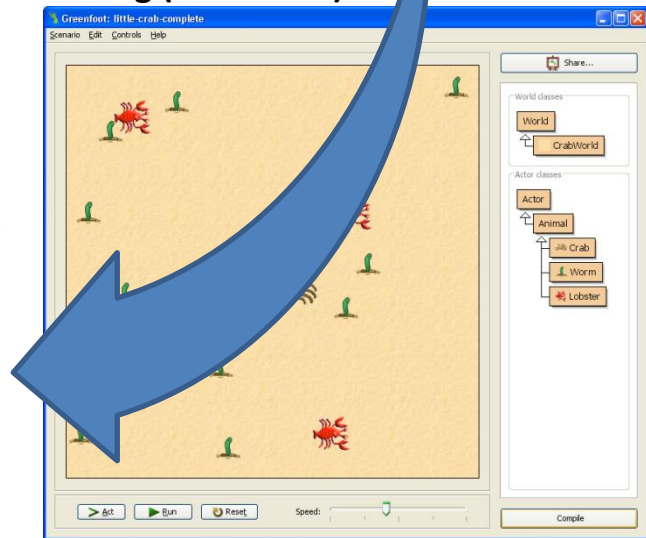 Greenfoot: little-crab-complete
Scenario Edit Controls Help
Share...
World classes
World
CrabWorld
Actor classes
Actor
Animal
Crab
Worm
Lobster
Act
Run
Reset
Speed:
Compile